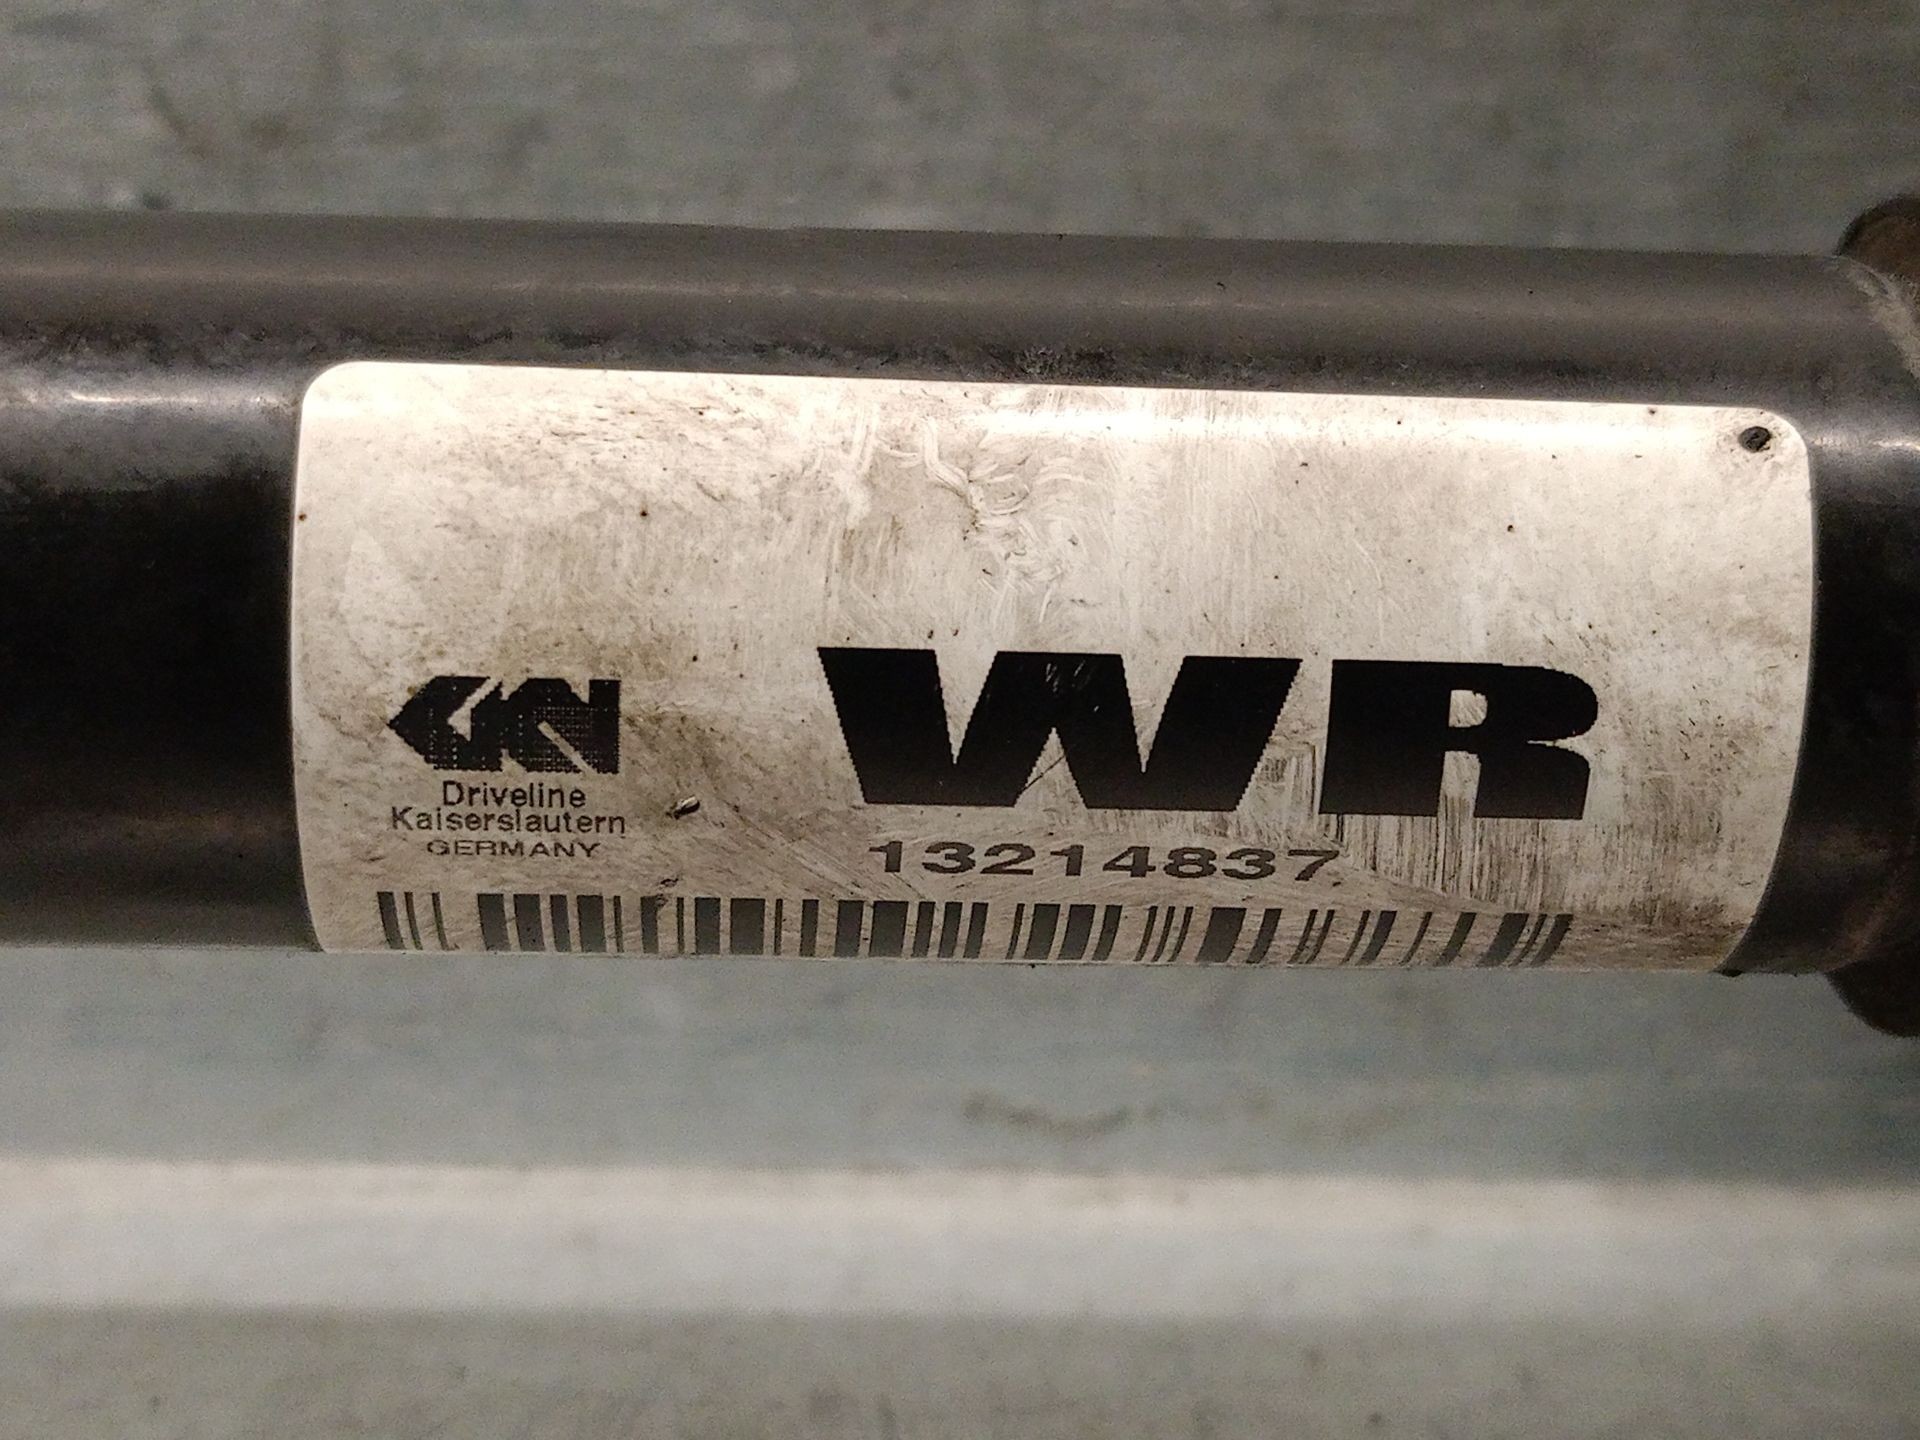 GKN
WR
Driveline
Kaiserslautern
GERMANY
13214837